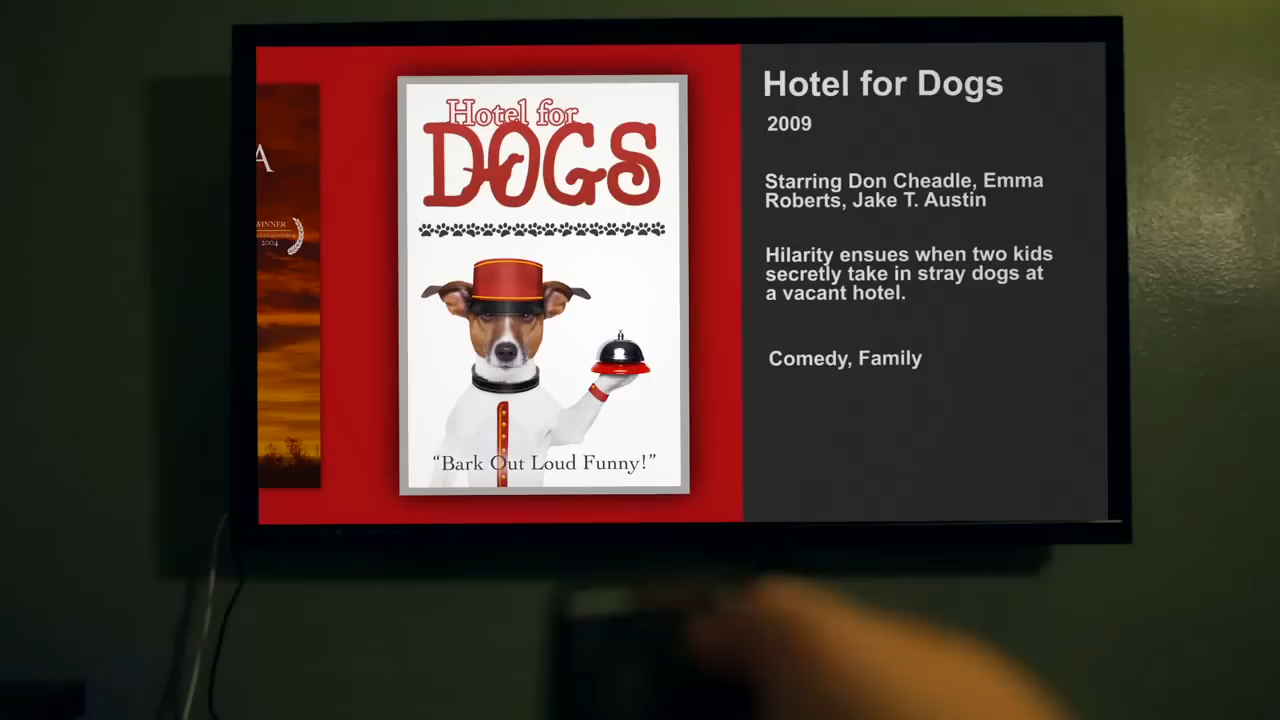 A
WINNER
2004
Hotel for
DOGS
"Bark Out Loud Funny!"
Hotel for Dogs
2009
Starring Don Cheadle, Emma
Roberts, Jake T. Austin
Hilarity ensues when two kids
secretly take in stray dogs at
a vacant hotel.
Comedy, Family